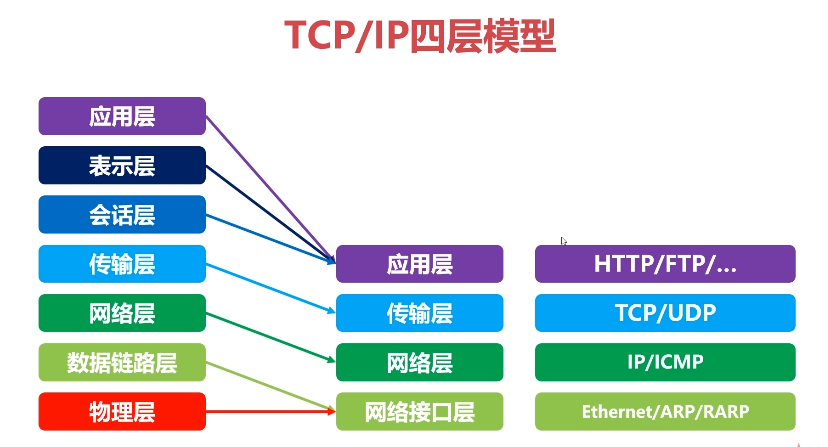 TCP/IP四层模型
应用层
表示层
会话层
传输层
网络层
数据链路层
物理层
应用层
传输层
网络层
网络接口层
HTTP/FTP/...
TCP/UDP
IP/ICMP
Ethernet/ARP/RARP